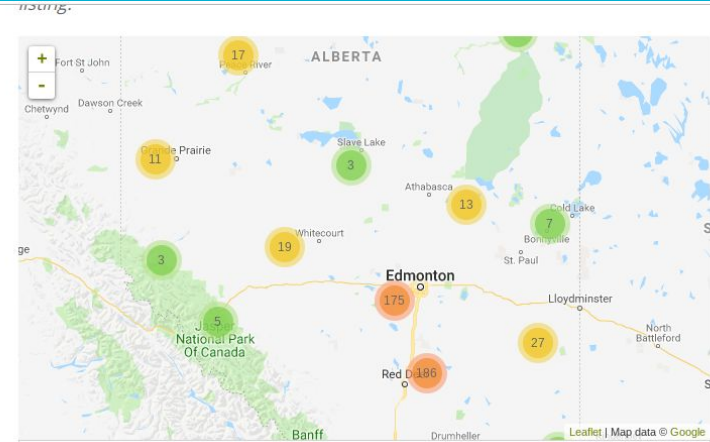 listing.
17
ALBERTA
+
Fort St John
Peace River
-
Chetwynd
Dawson Creek
Slave Lake
Grande Prairie
11
3
Athabasca
13
Cold Lake
7
Whitecourt
19
Bonnyville
ge
3
St. Paul
Edmonton
175
Lloydminster
5
Jasper
National Park
Of Canada
27
North
Battleford
Red D
186
Banff
Drumheller
Leaflet | Map data © Google